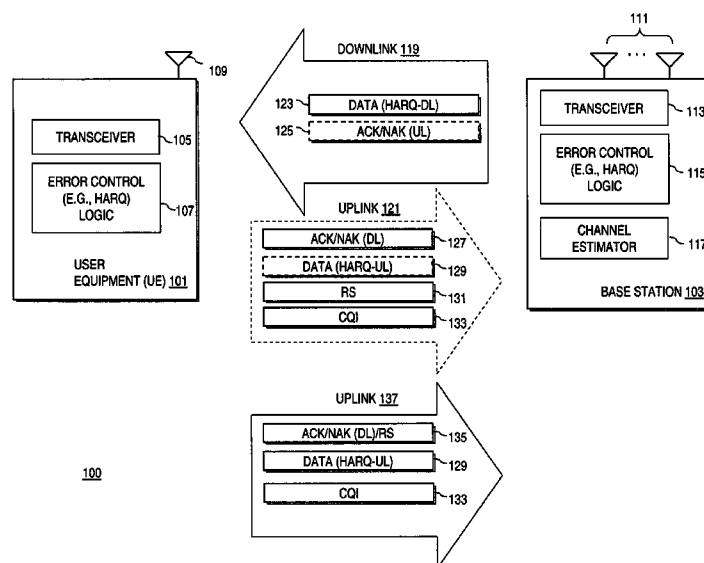 111
109
DOWNLINK 119
123
DATA (HARQ-DL)
125
ACK/NAK (UL)
TRANSCEIVER
105
ERROR CONTROL
(E.G., HARQ)
LOGIC
107
USER
EQUIPMENT (UE) 101
TRANSCEIVER
113
ERROR CONTROL
(E.G., HARQ)
LOGIC
115
CHANNEL
ESTIMATOR
117
BASE STATION 103
UPLINK 121
ACK/NAK (DL)
127
DATA (HARQ-UL)
129
RS
131
CQI
133
UPLINK 137
ACK/NAK (DL)/RS
135
DATA (HARQ-UL)
129
CQI
133
100